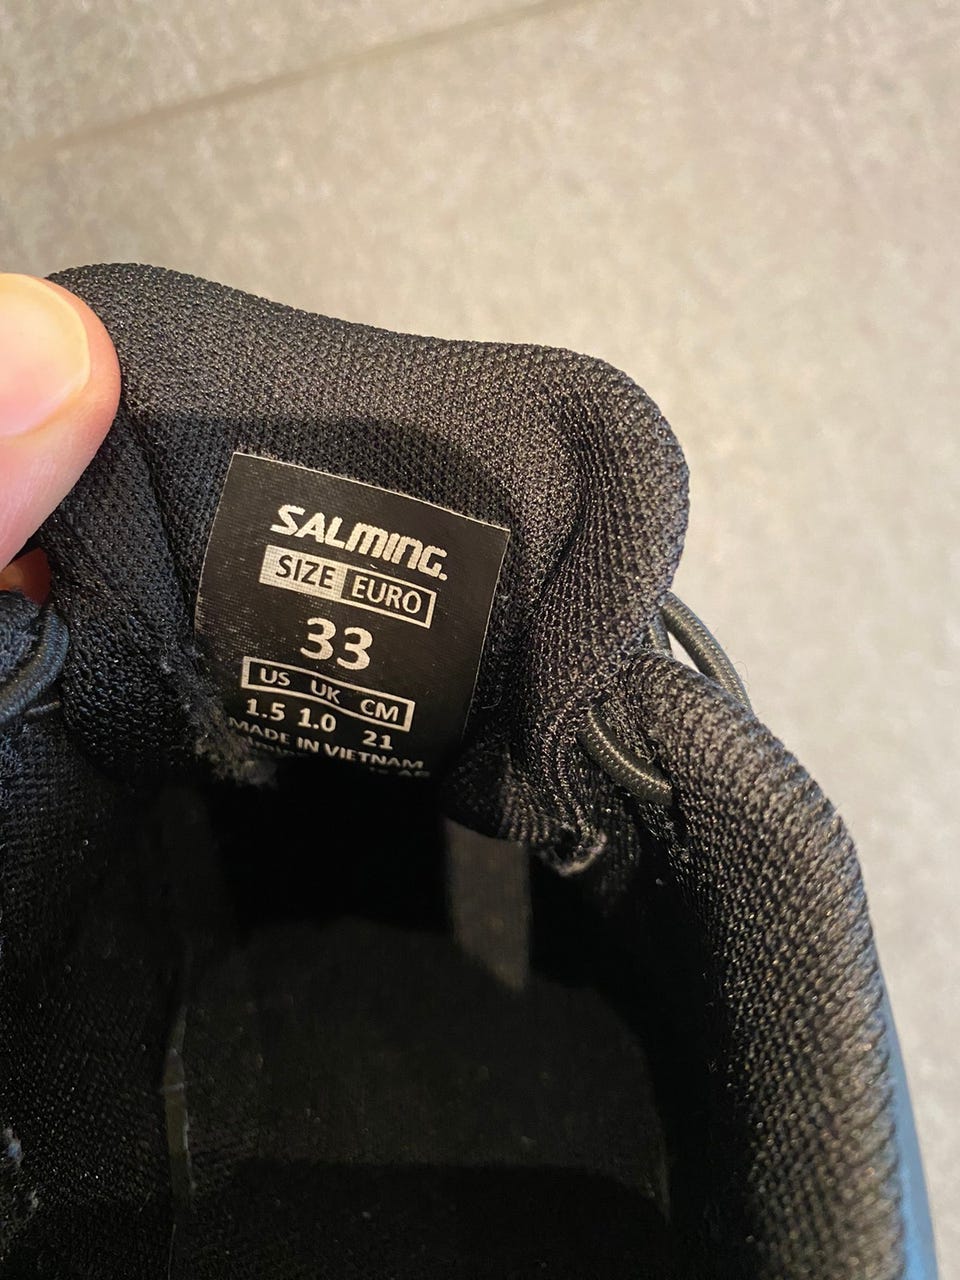 SALMING.
SIZE EURO
33
US UK CM
1.5 1.0 21
MADE IN VIETNAM